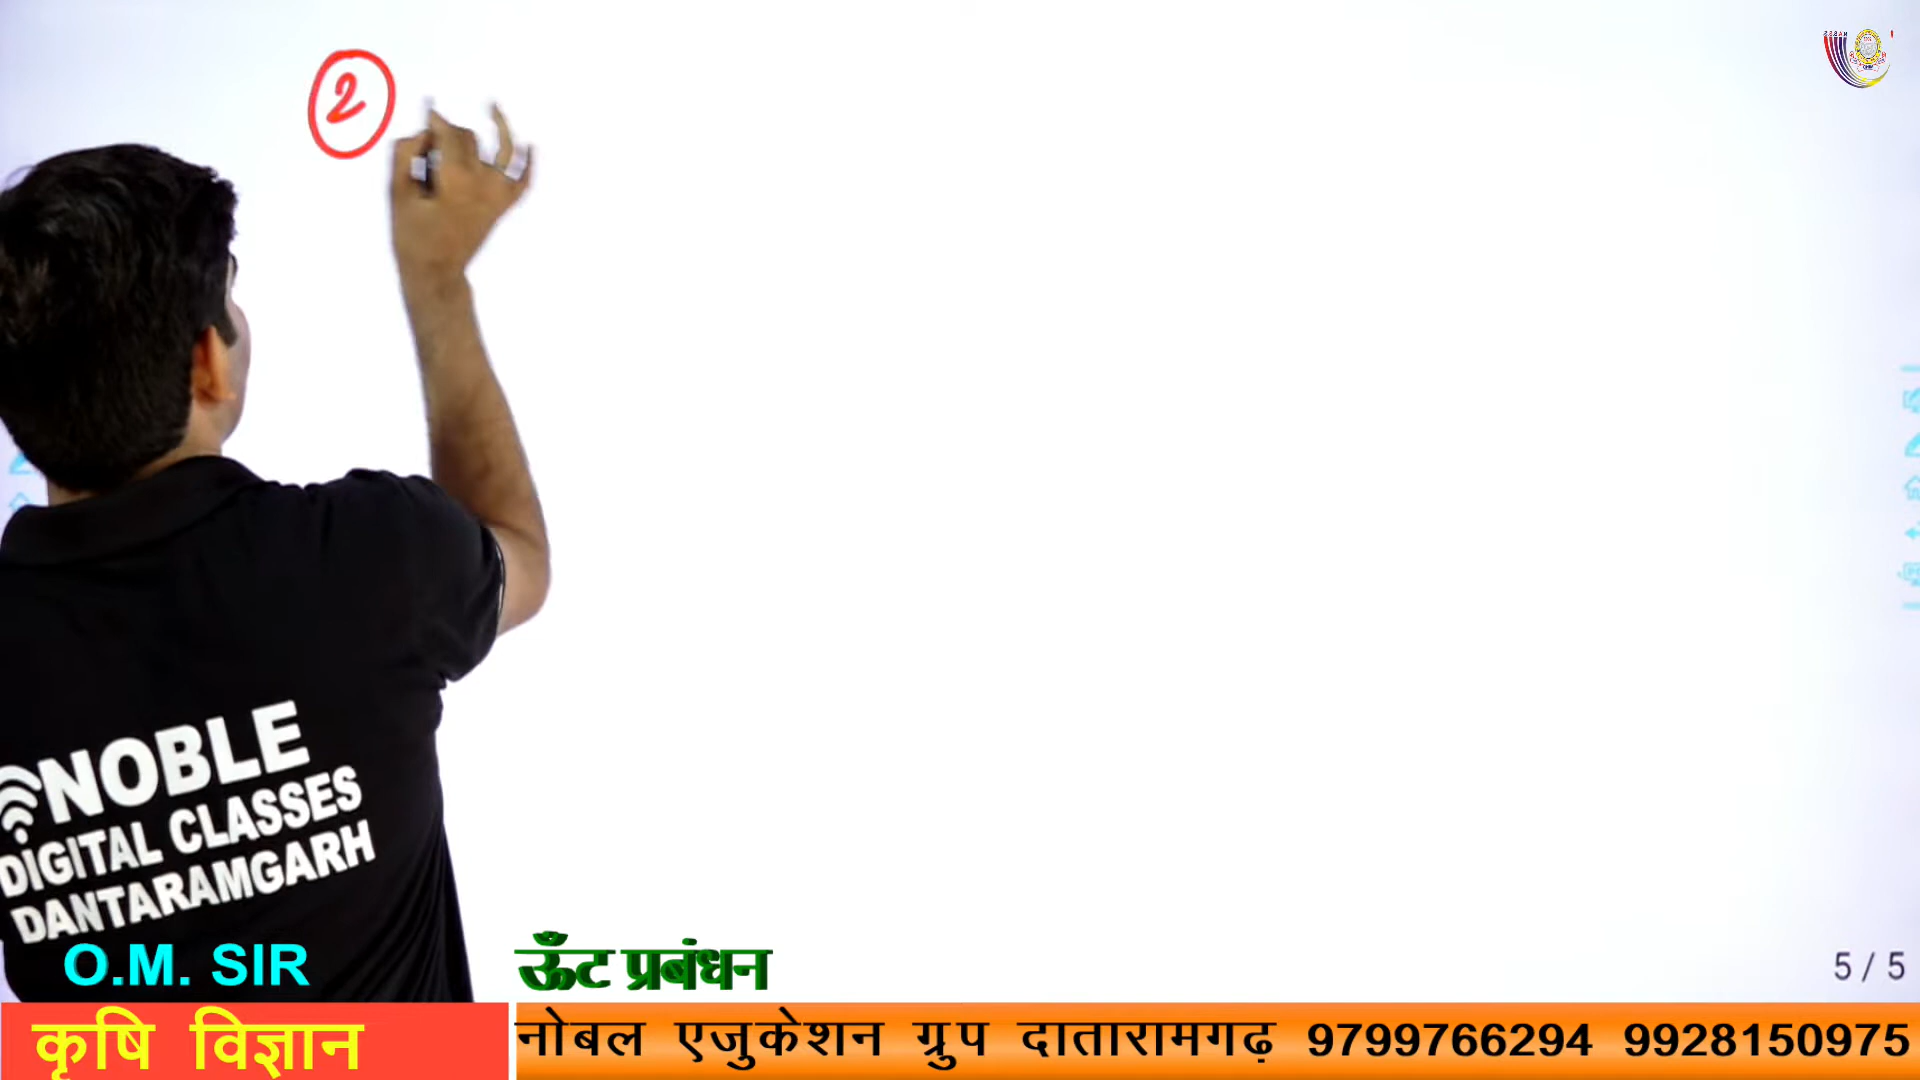 2
NOBLE
DIGITAL CLASSES
DANTARAMGARH
O.M. SIR
ऊँट प्रबंधन
5 / 5
कृषि विज्ञान
नोबल एजुकेशन ग्रुप दातारामगढ़ 9799766294 9928150975